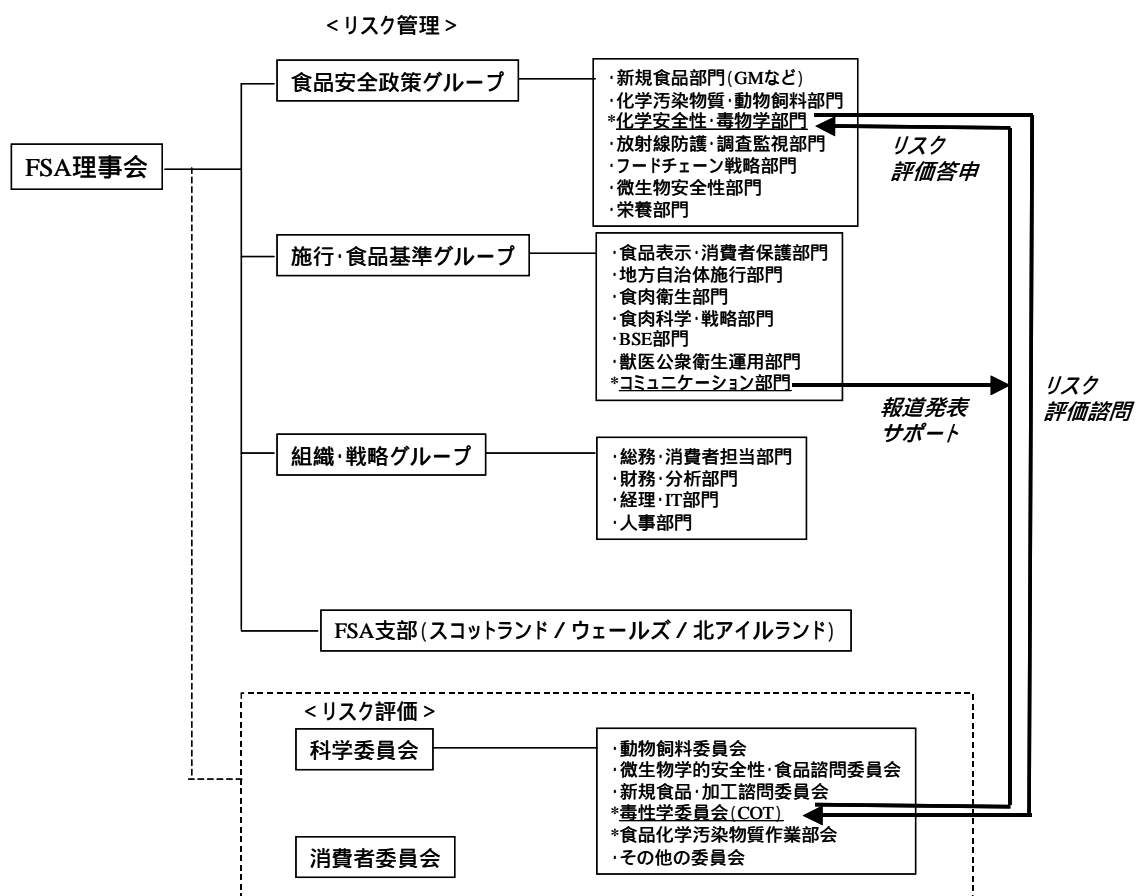 <リスク管理>
FSA理事会
食品安全政策グループ
·新規食品部門(GMなど)
·化学汚染物質·動物飼料部門
*化学安全性·毒物学部門
·放射線防護·調査監視部門
·フードチェーン戦略部門
·微生物安全性部門
·栄養部門
リスク
評価答申
施行·食品基準グループ
·食品表示·消費者保護部門
·地方自治体施行部門
·食肉衛生部門
·食肉科学·戦略部門
·BSE部門
·獣医公衆衛生運用部門
*コミュニケーション部門
報道発表
サポート
リスク
評価諮問
組織·戦略グループ
·総務·消費者担当部門
·財務·分析部門
·経理·IT部門
·人事部門
FSA支部(スコットランド/ウェールズ/北アイルランド)
<リスク評価>
科学委員会
·動物飼料委員会
·微生物学的安全性·食品諮問委員会
·新規食品·加工諮問委員会
*毒性学委員会(COT)
*食品化学汚染物質作業部会
·その他の委員会
消費者委員会